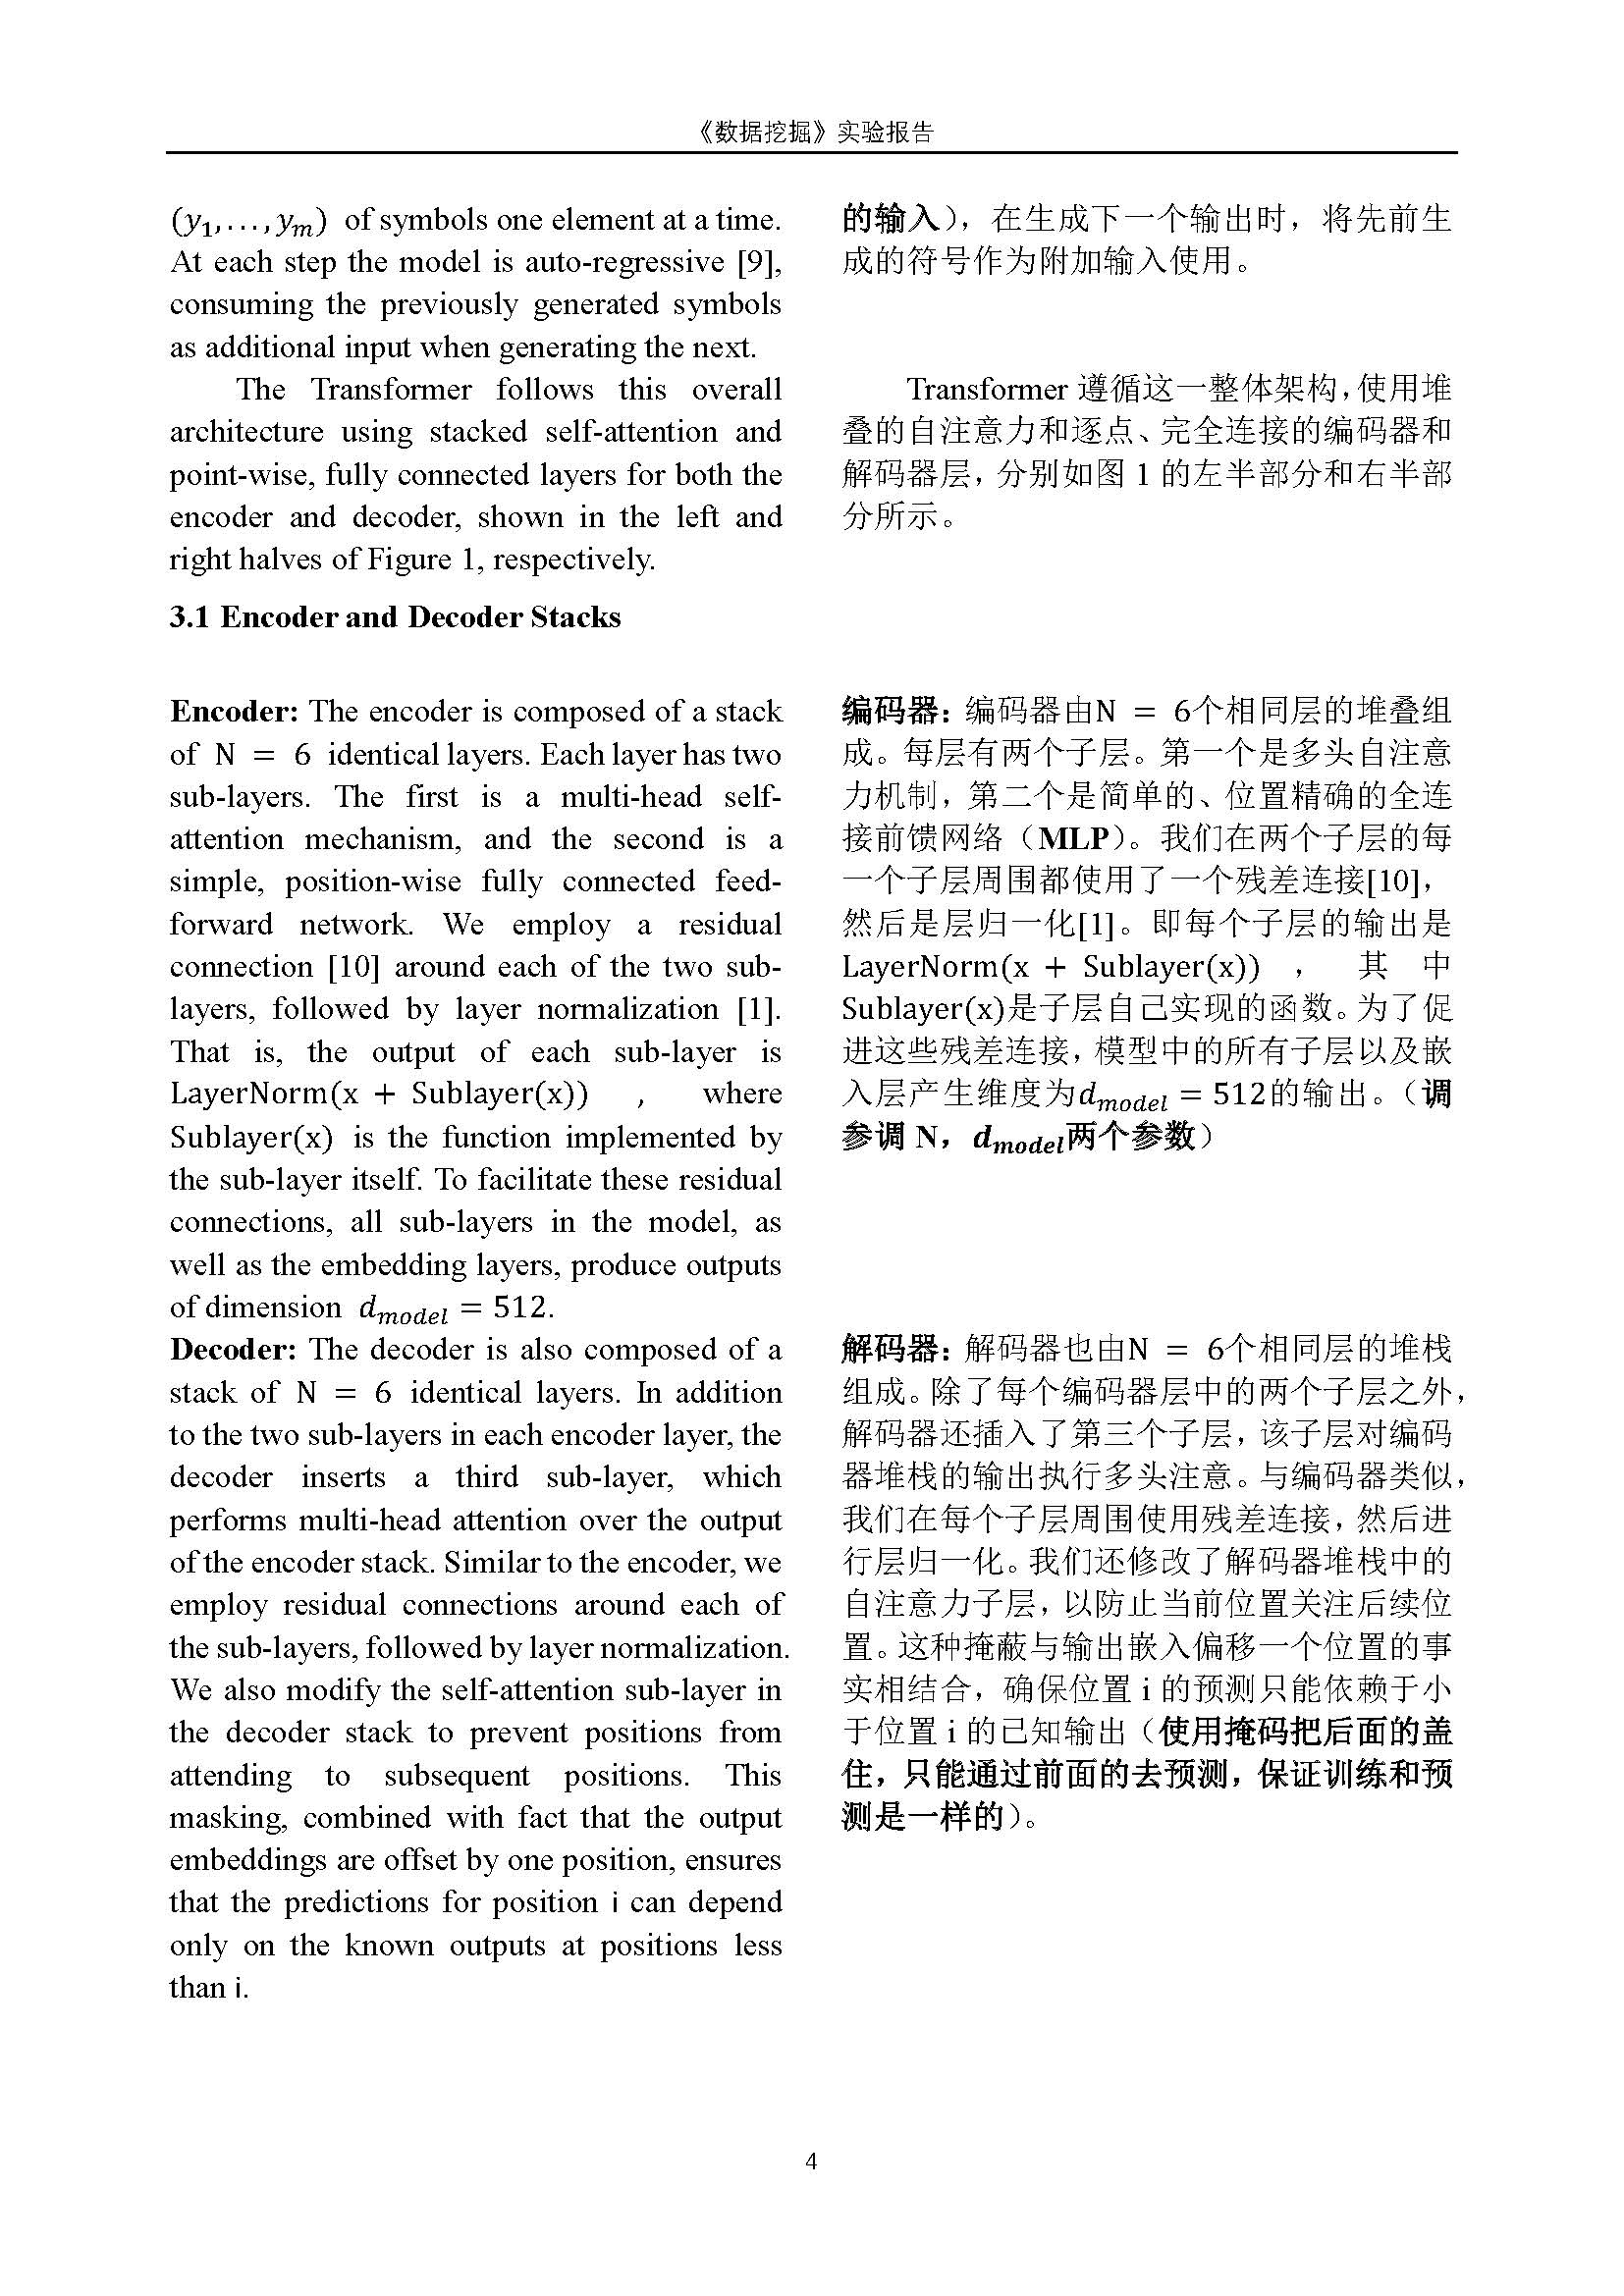 《数据挖掘》实验报告
(y₁,...,yₘ) of symbols one element at a time.
At each step the model is auto-regressive [9],
consuming the previously generated symbols
as additional input when generating the next.
The Transformer follows this overall
architecture using stacked self-attention and
point-wise, fully connected layers for both the
encoder and decoder, shown in the left and
right halves of Figure 1, respectively.
3.1 Encoder and Decoder Stacks
Encoder: The encoder is composed of a stack
of N = 6 identical layers. Each layer has two
sub-layers. The first is a multi-head self-
attention mechanism, and the second is a
simple, position-wise fully connected feed-
forward network. We employ a residual
connection [10] around each of the two sub-
layers, followed by layer normalization [1].
That is, the output of each sub-layer is
LayerNorm(x + Sublayer(x)) , where
Sublayer(x) is the function implemented by
the sub-layer itself. To facilitate these residual
connections, all sub-layers in the model, as
well as the embedding layers, produce outputs
of dimension d_model = 512.
Decoder: The decoder is also composed of a
stack of N = 6 identical layers. In addition
to the two sub-layers in each encoder layer, the
decoder inserts a third sub-layer, which
performs multi-head attention over the output
of the encoder stack. Similar to the encoder, we
employ residual connections around each of
the sub-layers, followed by layer normalization.
We also modify the self-attention sub-layer in
the decoder stack to prevent positions from
attending to subsequent positions. This
masking, combined with fact that the output
embeddings are offset by one position, ensures
that the predictions for position i can depend
only on the known outputs at positions less
than i.
的输入），在生成下一个输出时，将先前生
成的符号作为附加输入使用。
Transformer 遵循这一整体架构，使用堆
叠的自注意力和逐点、完全连接的编码器和
解码器层，分别如图 1 的左半部分和右半部
分所示。
编码器：编码器由N = 6个相同层的堆叠组
成。每层有两个子层。第一个是多头自注意
力机制，第二个是简单的、位置精确的全连
接前馈网络（MLP）。我们在两个子层的每
一个子层周围都使用了一个残差连接[10]，
然后是层归一化[1]。即每个子层的输出是
LayerNorm(x + Sublayer(x)) ， 其中
Sublayer(x)是子层自己实现的函数。为了促
进这些残差连接，模型中的所有子层以及嵌
入层产生维度为d_model = 512的输出。（调
参调 N，d_model两个参数）
解码器：解码器也由N = 6个相同层的堆栈
组成。除了每个编码器层中的两个子层之外，
解码器还插入了第三个子层，该子层对编码
器堆栈的输出执行多头注意。与编码器类似，
我们在每个子层周围使用残差连接，然后进
行层归一化。我们还修改了解码器堆栈中的
自注意力子层，以防止当前位置关注后续位
置。这种掩蔽与输出嵌入偏移一个位置的事
实相结合，确保位置 i 的预测只能依赖于小
于位置 i 的已知输出（使用掩码把后面的盖
住，只能通过前面的去预测，保证训练和预
测是一样的）。
4